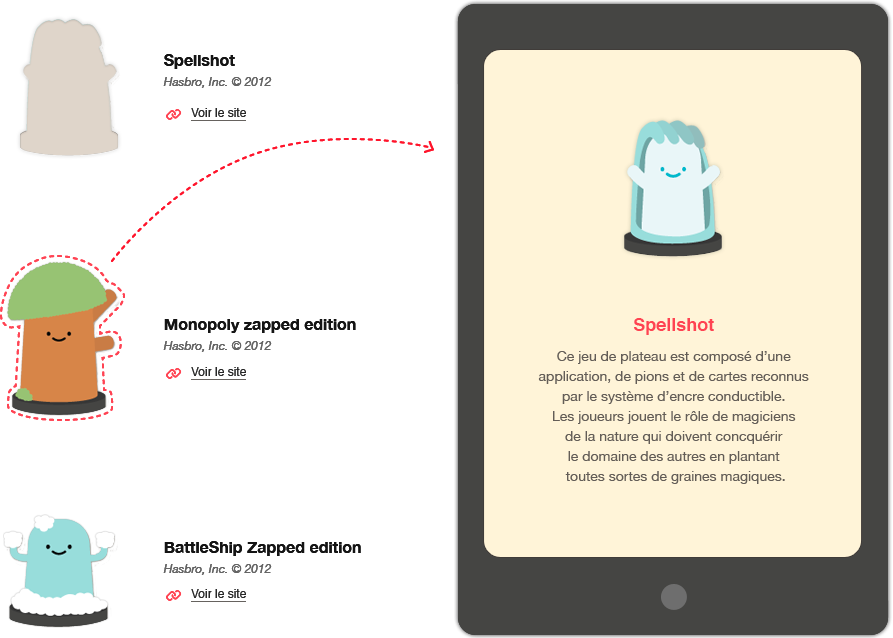 Spellshot
Hasbro, Inc. © 2012
Voir le site
Monopoly zapped edition
Hasbro, Inc. © 2012
Voir le site
BattleShip Zapped edition
Hasbro, Inc. © 2012
Voir le site
Spellshot
Ce jeu de plateau est composé d’une
application, de pions et de cartes reconnus
par le système d’encre conductible.
Les joueurs jouent le rôle de magiciens
de la nature qui doivent concquérir
le domaine des autres en plantant
toutes sortes de graines magiques.